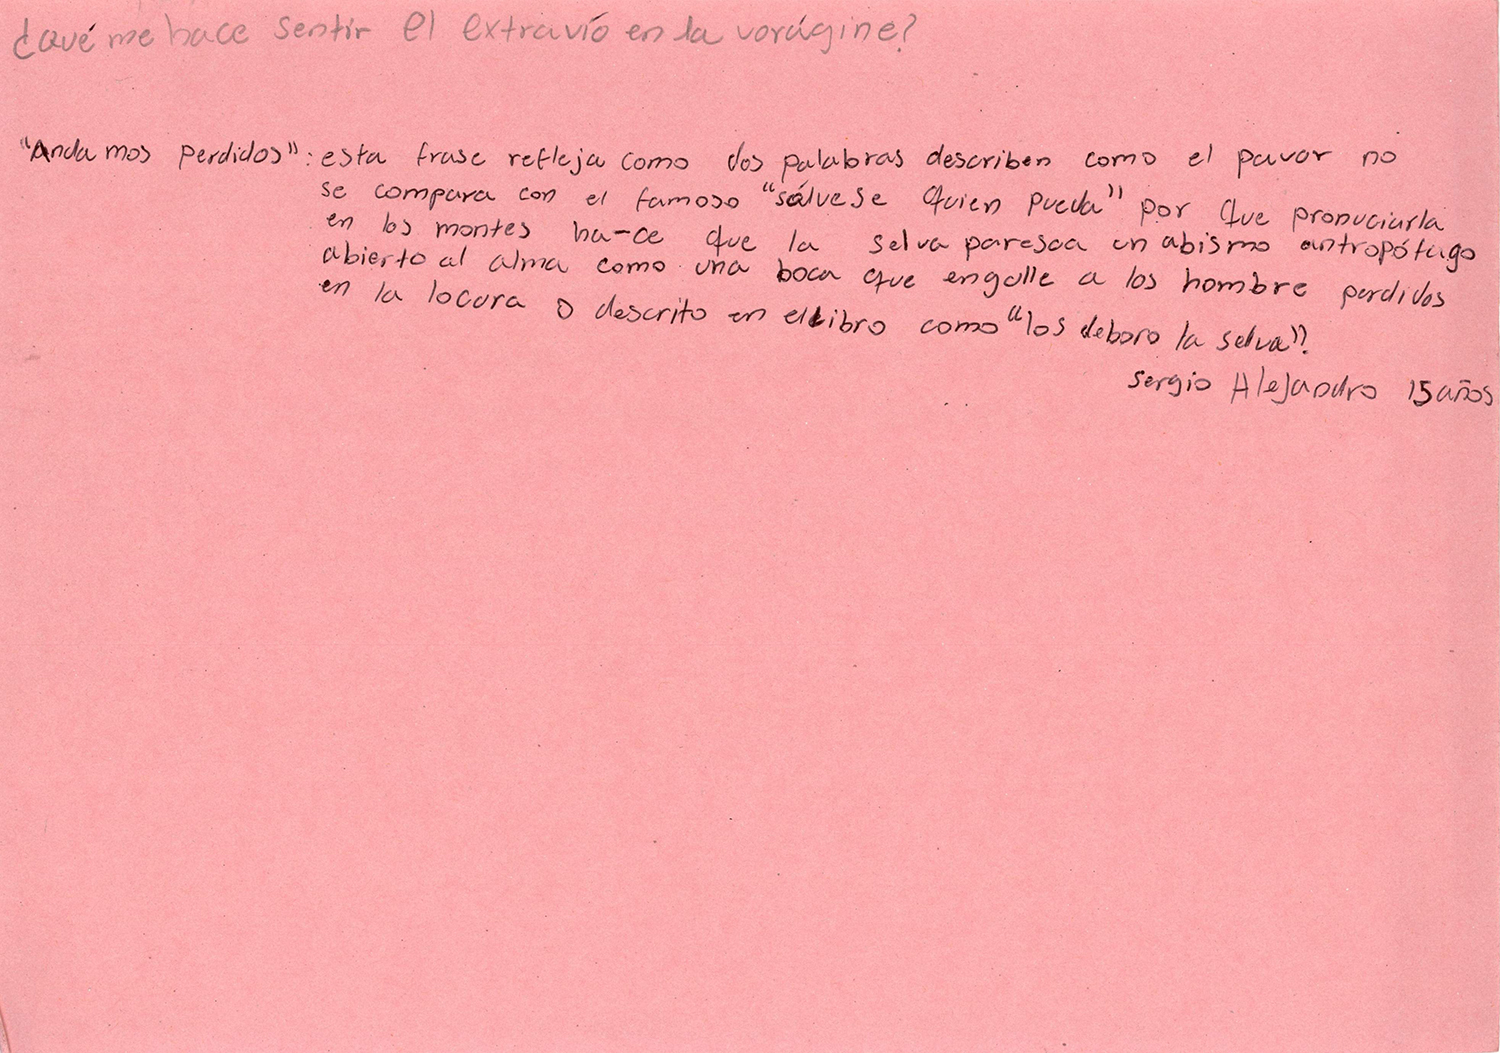 ¿Qué me hace sentir el extravío en la vorágine?
"Andamos perdidos": esta frase refleja como dos palabras describen como el pavor no
se compara con el famoso "sálvese quien pueda" por que pronuciarla
en los montes ha-ce que la selva paresca un abismo antropófago
abierto al alma como una boca que engulle a los hombre perdidos
en la locura o descrito en el libro como "los deboro la selva".
Sergio Alejandro 15 años